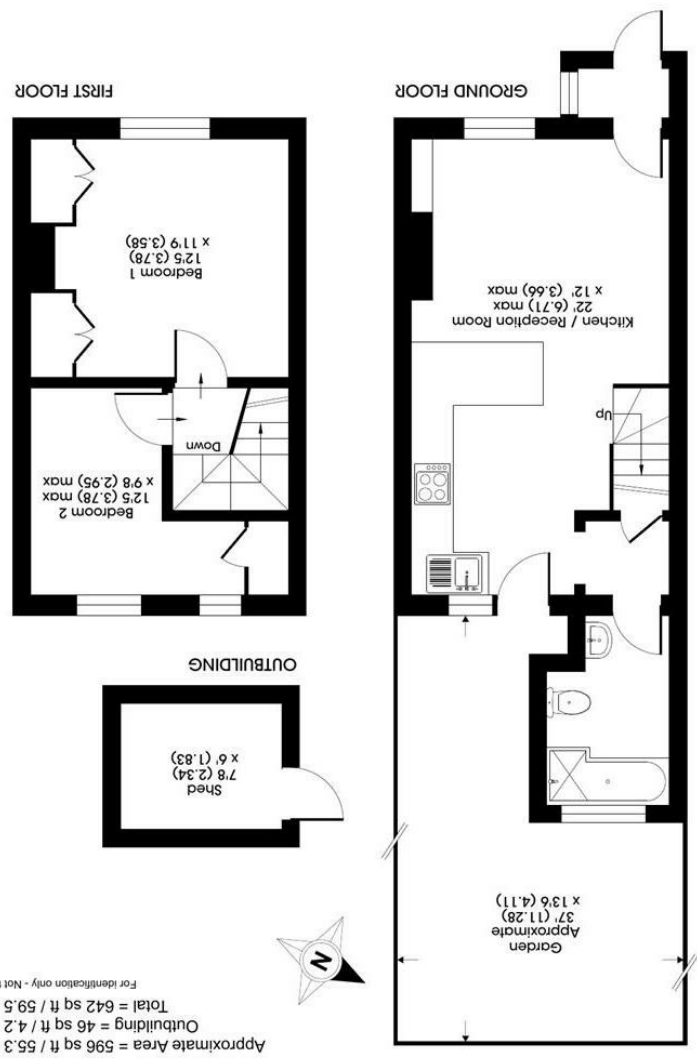 Approximate Area = 596 sq ft / 55.3
Outbuilding = 46 sq ft / 4.2
Total = 642 sq ft / 59.5
For identification only - Not
N
Garden
Approximate
37' (11.28)
x 13'6 (4.11)
Shed
7'8 (2.34)
x 6' (1.83)
OUTBUILDING
Bedroom 2
12'5 (3.78) max
x 9'8 (2.95) max
Down
Up
Kitchen / Reception Room
22' (6.71) max
x 12' (3.66) max
Bedroom 1
12'5 (3.78)
x 11'9 (3.58)
GROUND FLOOR
FIRST FLOOR